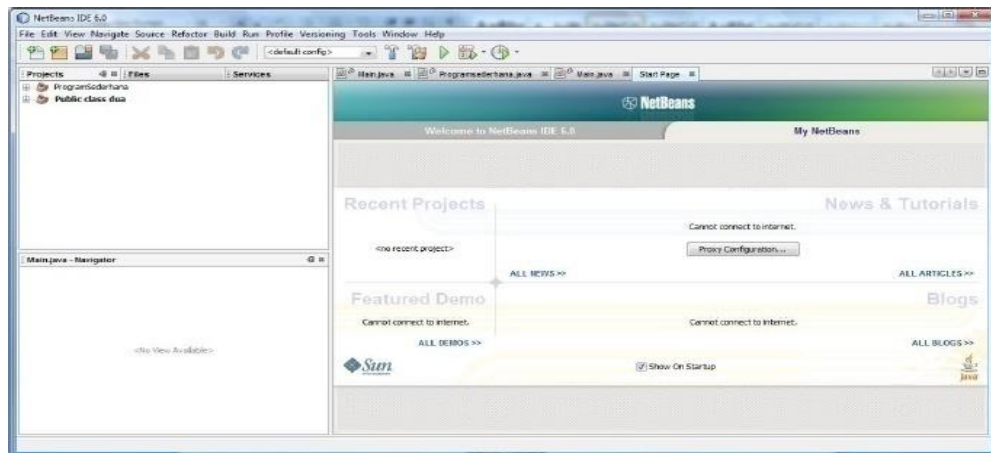 NetBeans IDE 6.0
File Edit View Navigate Source Refactor Build Run Profile Versioning Tools Window Help
<default config>
Projects Files Services
Main.java Programsederhana.java Main.java Start Page
ProgramSederhana
Public class dua
NetBeans
Welcome to NetBeans IDE 6.0 My NetBeans
Recent Projects News & Tutorials
Cannot connect to internet.
<no recent project> Proxy Configuration...
Main.java - Navigator
ALL NEWS >> ALL ARTICLES >>
Featured Demo Blogs
Cannot connect to internet. Cannot connect to internet.
<No View Available>
ALL DEMOS >> ALL BLOGS >>
Sun Show On Startup
Java